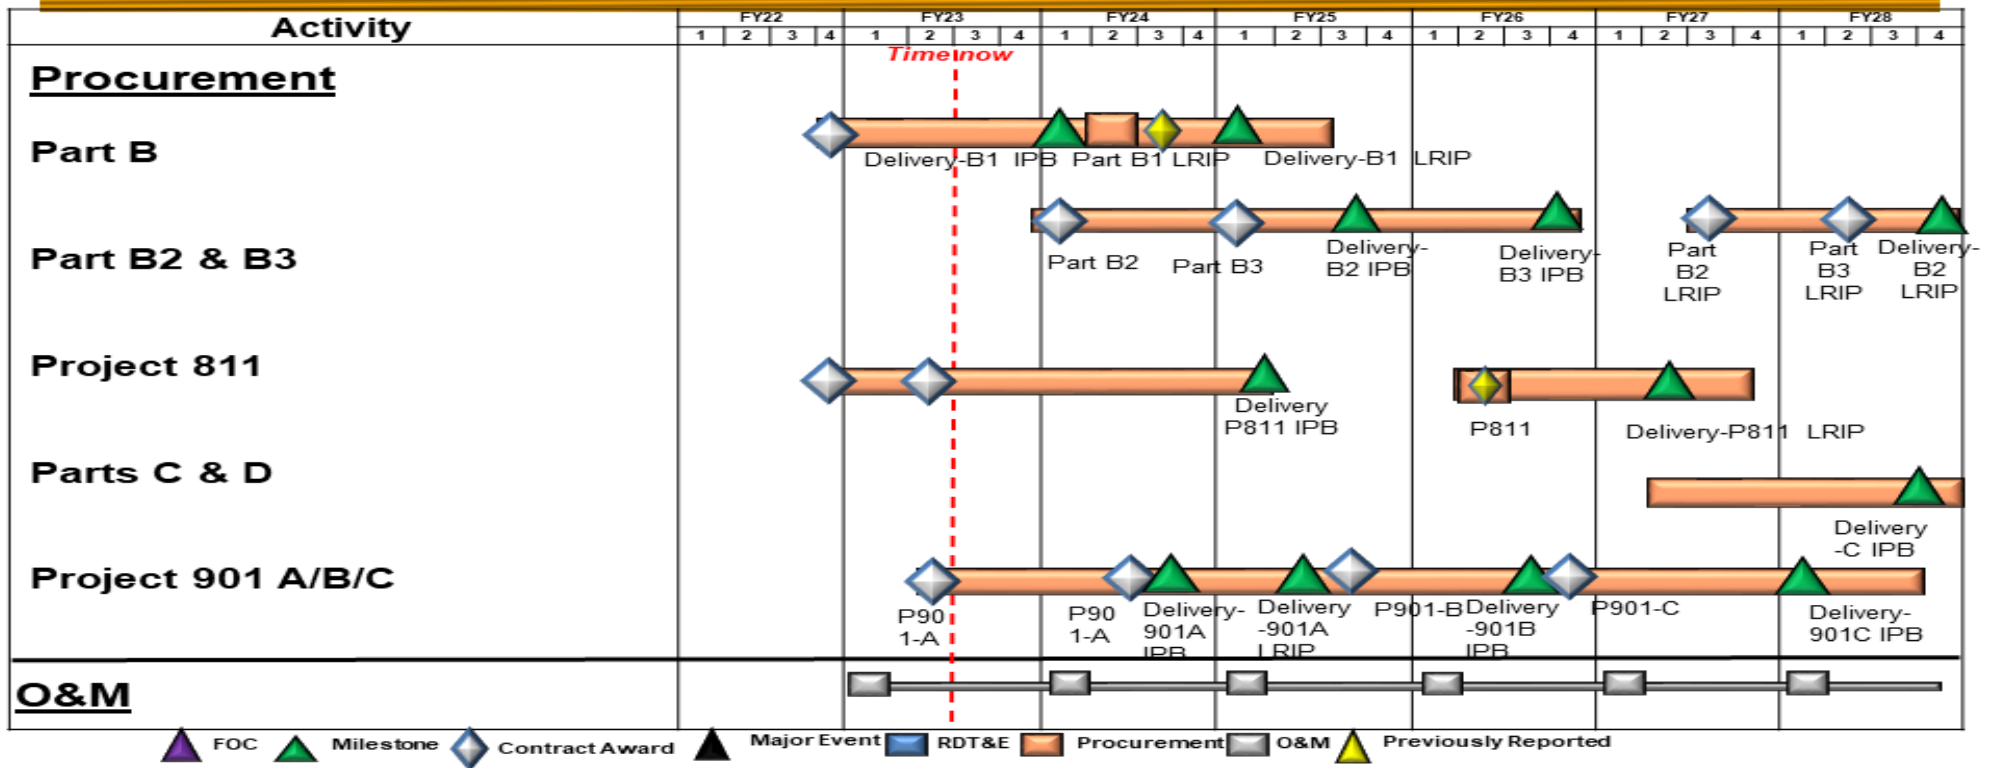 Activity
FY22 FY23 FY24 FY25 FY26 FY27 FY28
1 2 3 4 1 2 3 4 1 2 3 4 1 2 3 4 1 2 3 4 1 2 3 4 1 2 3 4
Time now
Procurement
Part B
Delivery-B1 IPB Part B1 LRIP Delivery-B1 LRIP
Part B2 & B3
Part B2
Part B3
Delivery-
B2 IPB
Delivery-
B3 IPB
Part
B2
LRIP
Part
B3
LRIP
Delivery-
B2
LRIP
Project 811
Delivery
P811 IPB
P811
Delivery-P811 LRIP
Parts C & D
Delivery
-C IPB
Project 901 A/B/C
P90
1-A
P90
1-A
Delivery-
901A
IPB
Delivery
-901A
LRIP
P901-B
Delivery
-901B
IPB
P901-C
Delivery-
901C IPB
O&M
FOC Milestone Contract Award Major Event RDT&E Procurement O&M Previously Reported